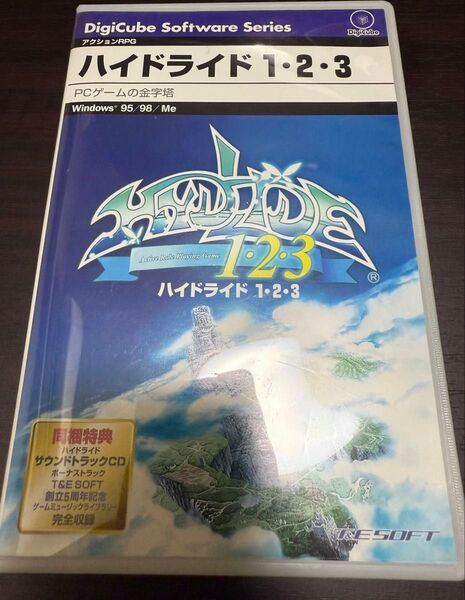 DigiCube Software Series
DigiCube
アクションRPG
ハイドライド 1・2・3
PCゲームの金字塔
Windows® 95/98/Me
HYDLIDE
Active Role Playing Game
1・2・3
®
ハイドライド 1・2・3
同梱特典
ハイドライド
サウンドトラックCD
ボーナストラック
T&E SOFT
創立5周年記念
ゲームミュージックライブラリー
完全収録
T&E SOFT